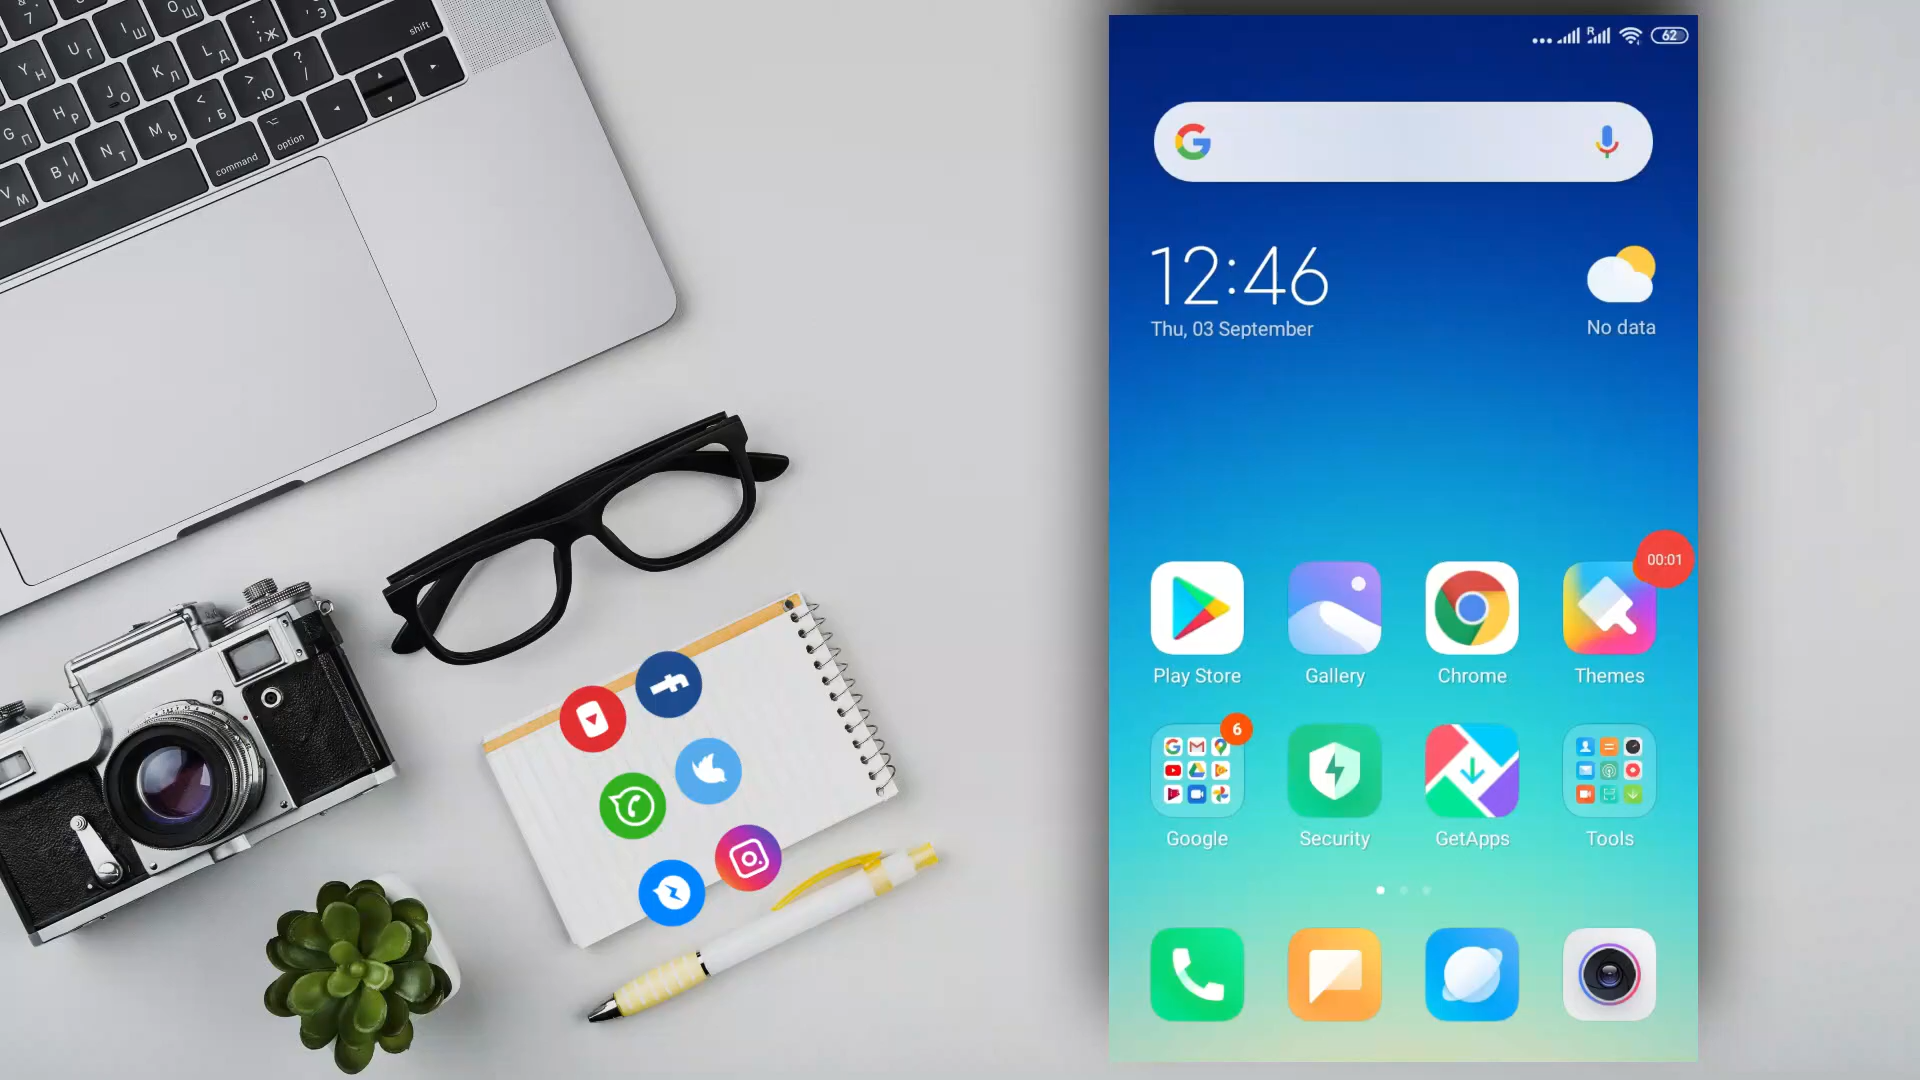 62
12:46
Thu, 03 September
No data
00:01
Play Store
Gallery
Chrome
Themes
6
Google
Security
GetApps
Tools
shift
command
option